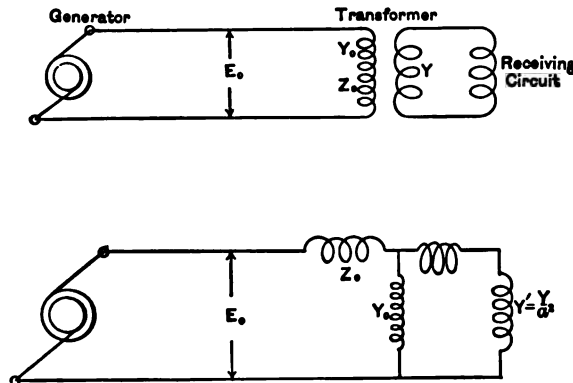 Generator
Transformer
E₀
Y₀
Z₀
Y
Receiving
Circuit
Z₀
E₀
Y₀
Y'=Y/a²